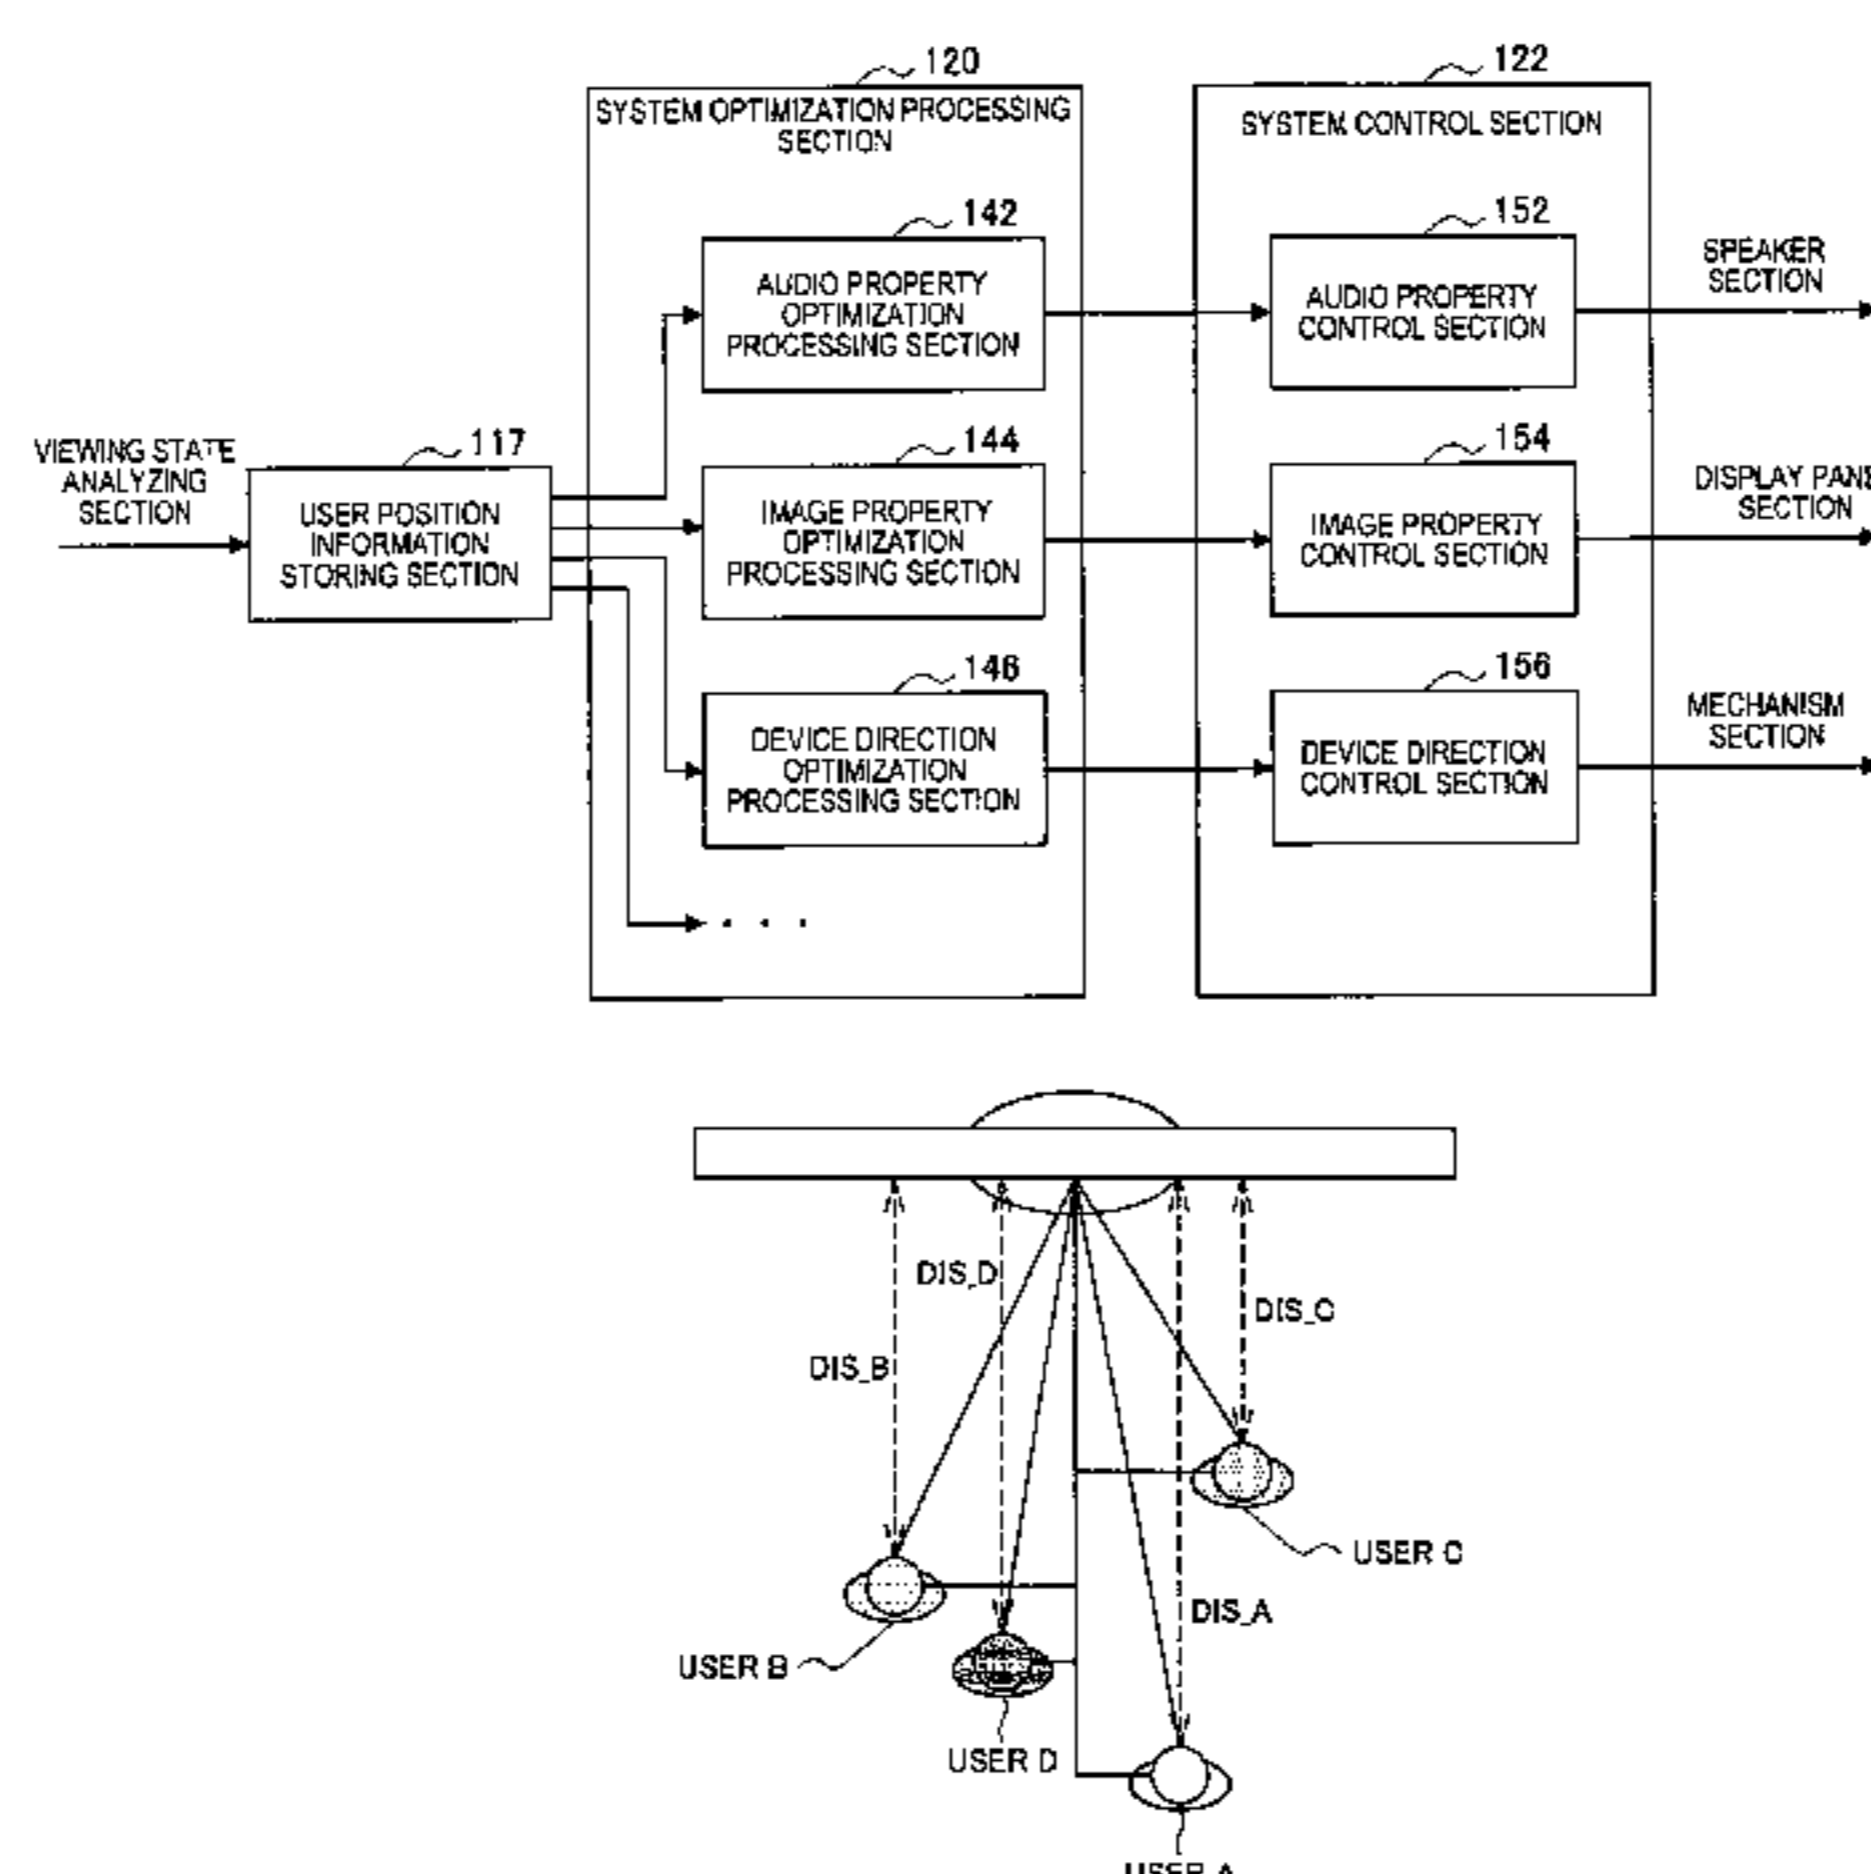 120
SYSTEM OPTIMIZATION PROCESSING
SECTION
122
SYSTEM CONTROL SECTION
142
AUDIO PROPERTY
OPTIMIZATION
PROCESSING SECTION
152
AUDIO PROPERTY
CONTROL SECTION
SPEAKER
SECTION
VIEWING STATE
ANALYZING
SECTION
117
USER POSITION
INFORMATION
STORING SECTION
144
IMAGE PROPERTY
OPTIMIZATION
PROCESSING SECTION
154
IMAGE PROPERTY
CONTROL SECTION
DISPLAY PANE
SECTION
146
DEVICE DIRECTION
OPTIMIZATION
PROCESSING SECTION
156
DEVICE DIRECTION
CONTROL SECTION
MECHANISM
SECTION
. . .
DIS_D
DIS_C
DIS_B
USER C
DIS_A
USER B
USER D
USER A